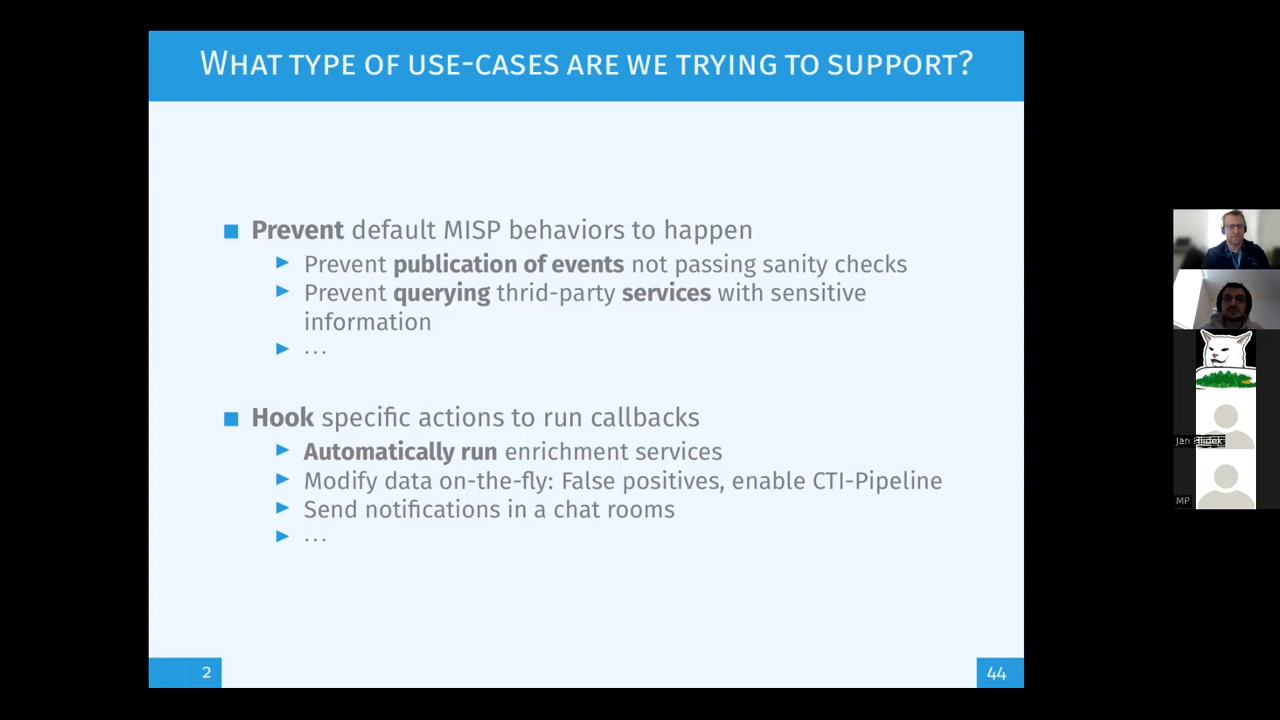 WHAT TYPE OF USE-CASES ARE WE TRYING TO SUPPORT?
Prevent default MISP behaviors to happen
Prevent publication of events not passing sanity checks
Prevent querying thrid-party services with sensitive
information
...
Hook specific actions to run callbacks
Automatically run enrichment services
Modify data on-the-fly: False positives, enable CTI-Pipeline
Send notifications in a chat rooms
...
2
44
Jan
MP